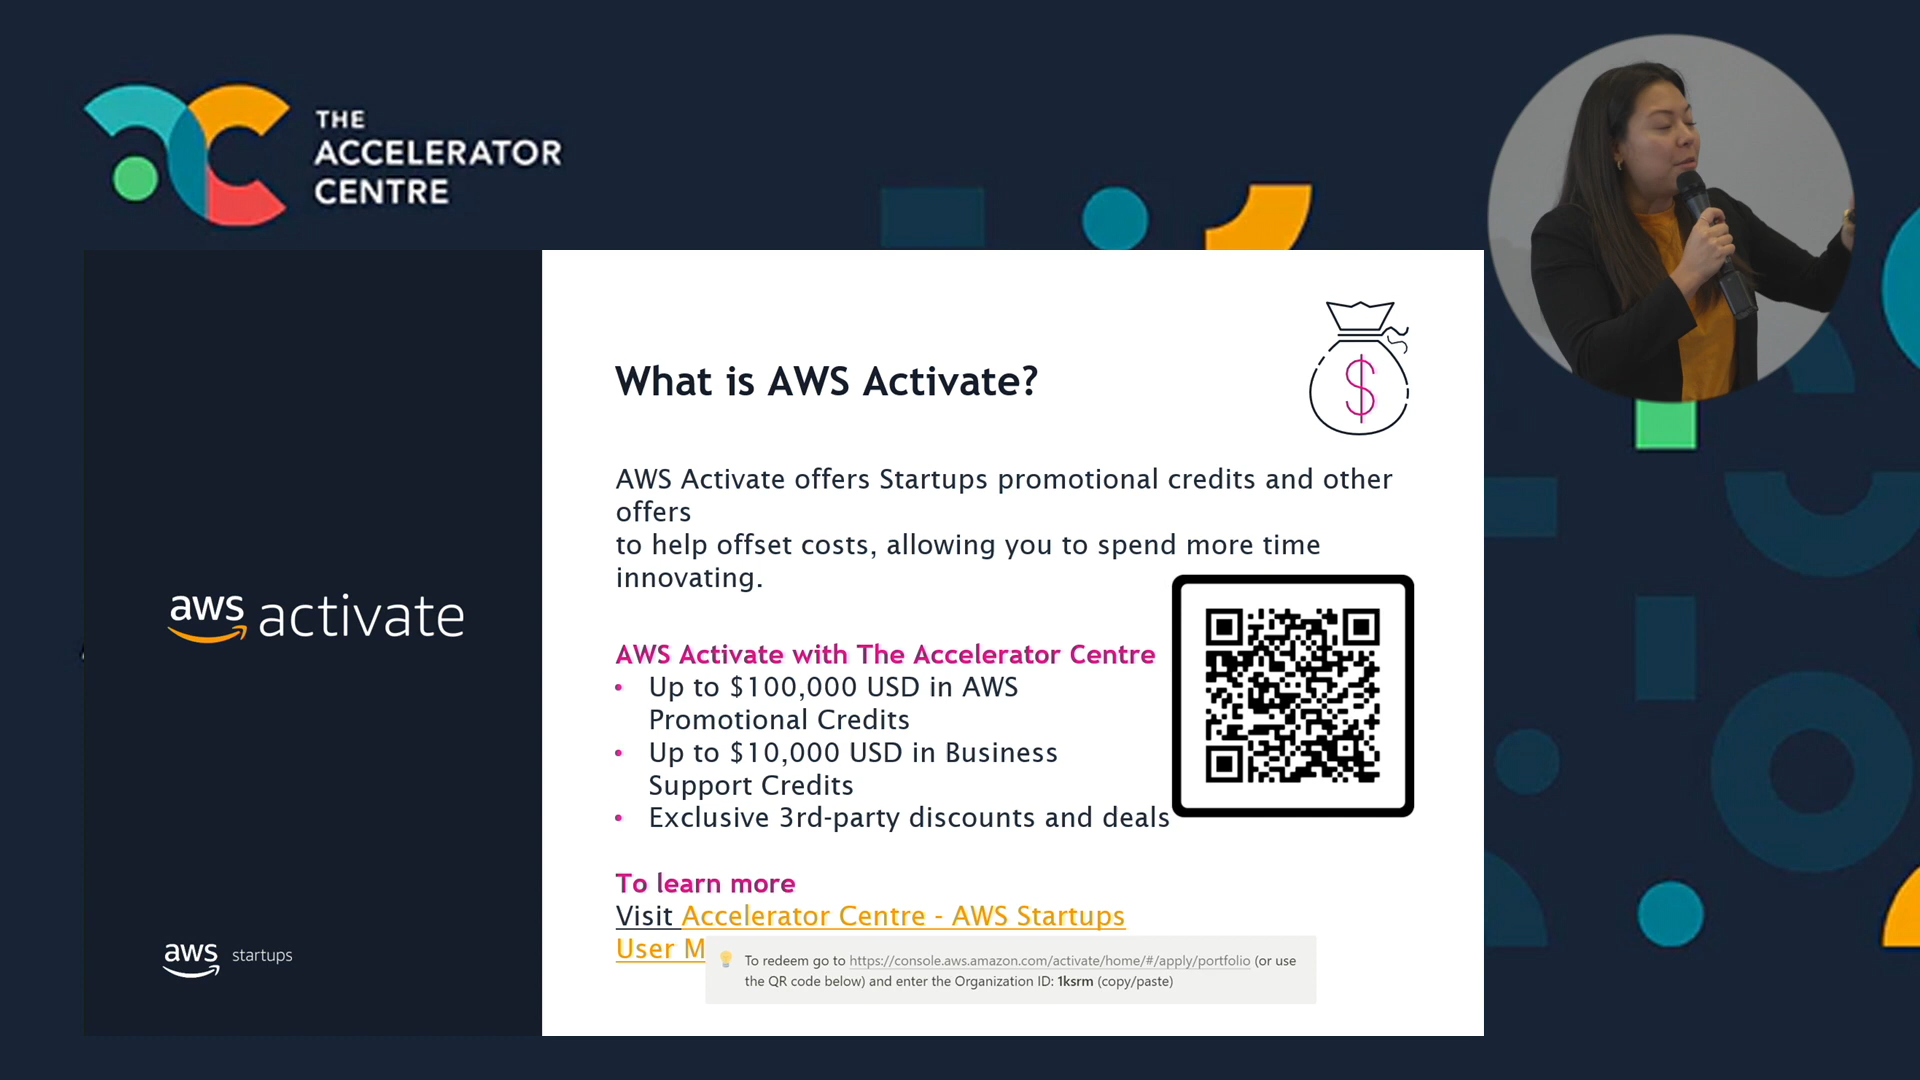 THE
ACCELERATOR
CENTRE
What is AWS Activate?
AWS Activate offers Startups promotional credits and other
offers
to help offset costs, allowing you to spend more time
innovating.
aws activate
AWS Activate with The Accelerator Centre
• Up to $100,000 USD in AWS
Promotional Credits
• Up to $10,000 USD in Business
Support Credits
• Exclusive 3rd-party discounts and deals
To learn more
Visit Accelerator Centre - AWS Startups
User M
To redeem go to https://console.aws.amazon.com/activate/home/#/apply/portfolio (or use
the QR code below) and enter the Organization ID: 1ksrm (copy/paste)
aws startups